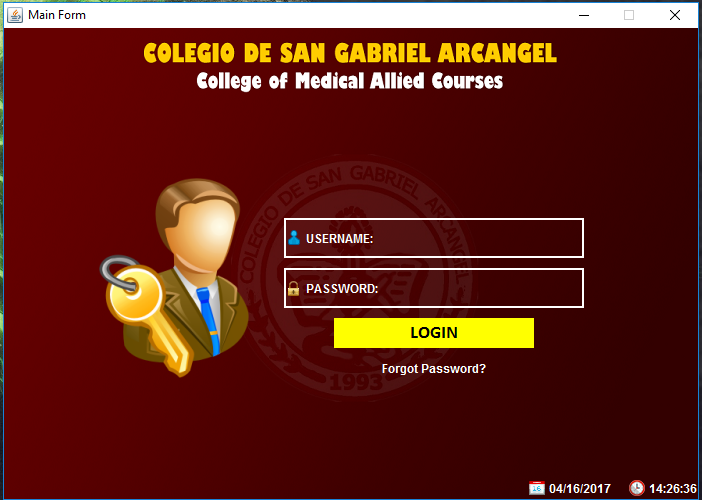 Main Form
COLEGIO DE SAN GABRIEL ARCANGEL
College of Medical Allied Courses
COLEGIO DE SAN GABRIEL ARCANGEL
USERNAME:
PASSWORD:
LOGIN
Forgot Password?
1993
16
04/16/2017
14:26:36